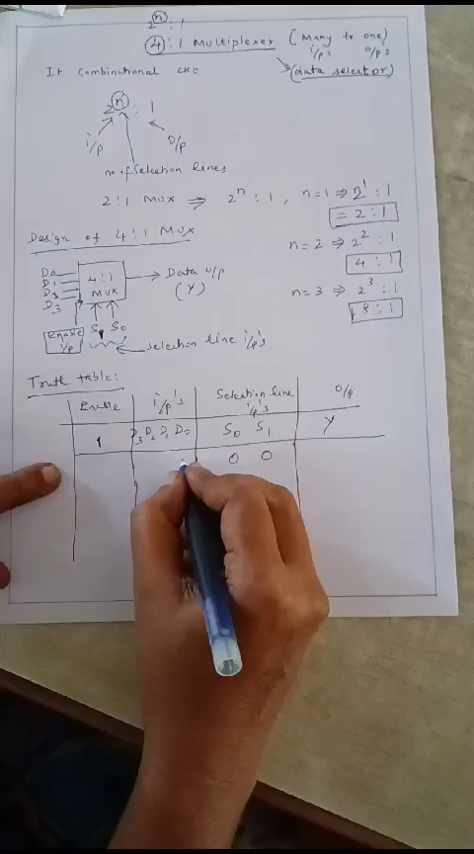 2ⁿ : 1
4:1 Multiplexer (Many to one)
i/p's o/p's
It Combinational ckt (data selector)
2ⁿ : 1
i/p o/p
no of selection lines
2:1 MUX ⇒ 2ⁿ : 1 , n=1 ⇒ 2¹ : 1
= 2:1
Design of 4:1 MUX
n=2 ⇒ 2² : 1
4 : 1
n=3 ⇒ 2³ : 1
8 : 1
D0
D1
D2
D3
4:1
MUX
Data o/p
(Y)
Enable
i/p
S1 S0
selection line i/p's
Truth table:
Enable i/p's Selection line i/p's o/p
1 D3 D2 D1 D0 S0 S1 Y
0 0